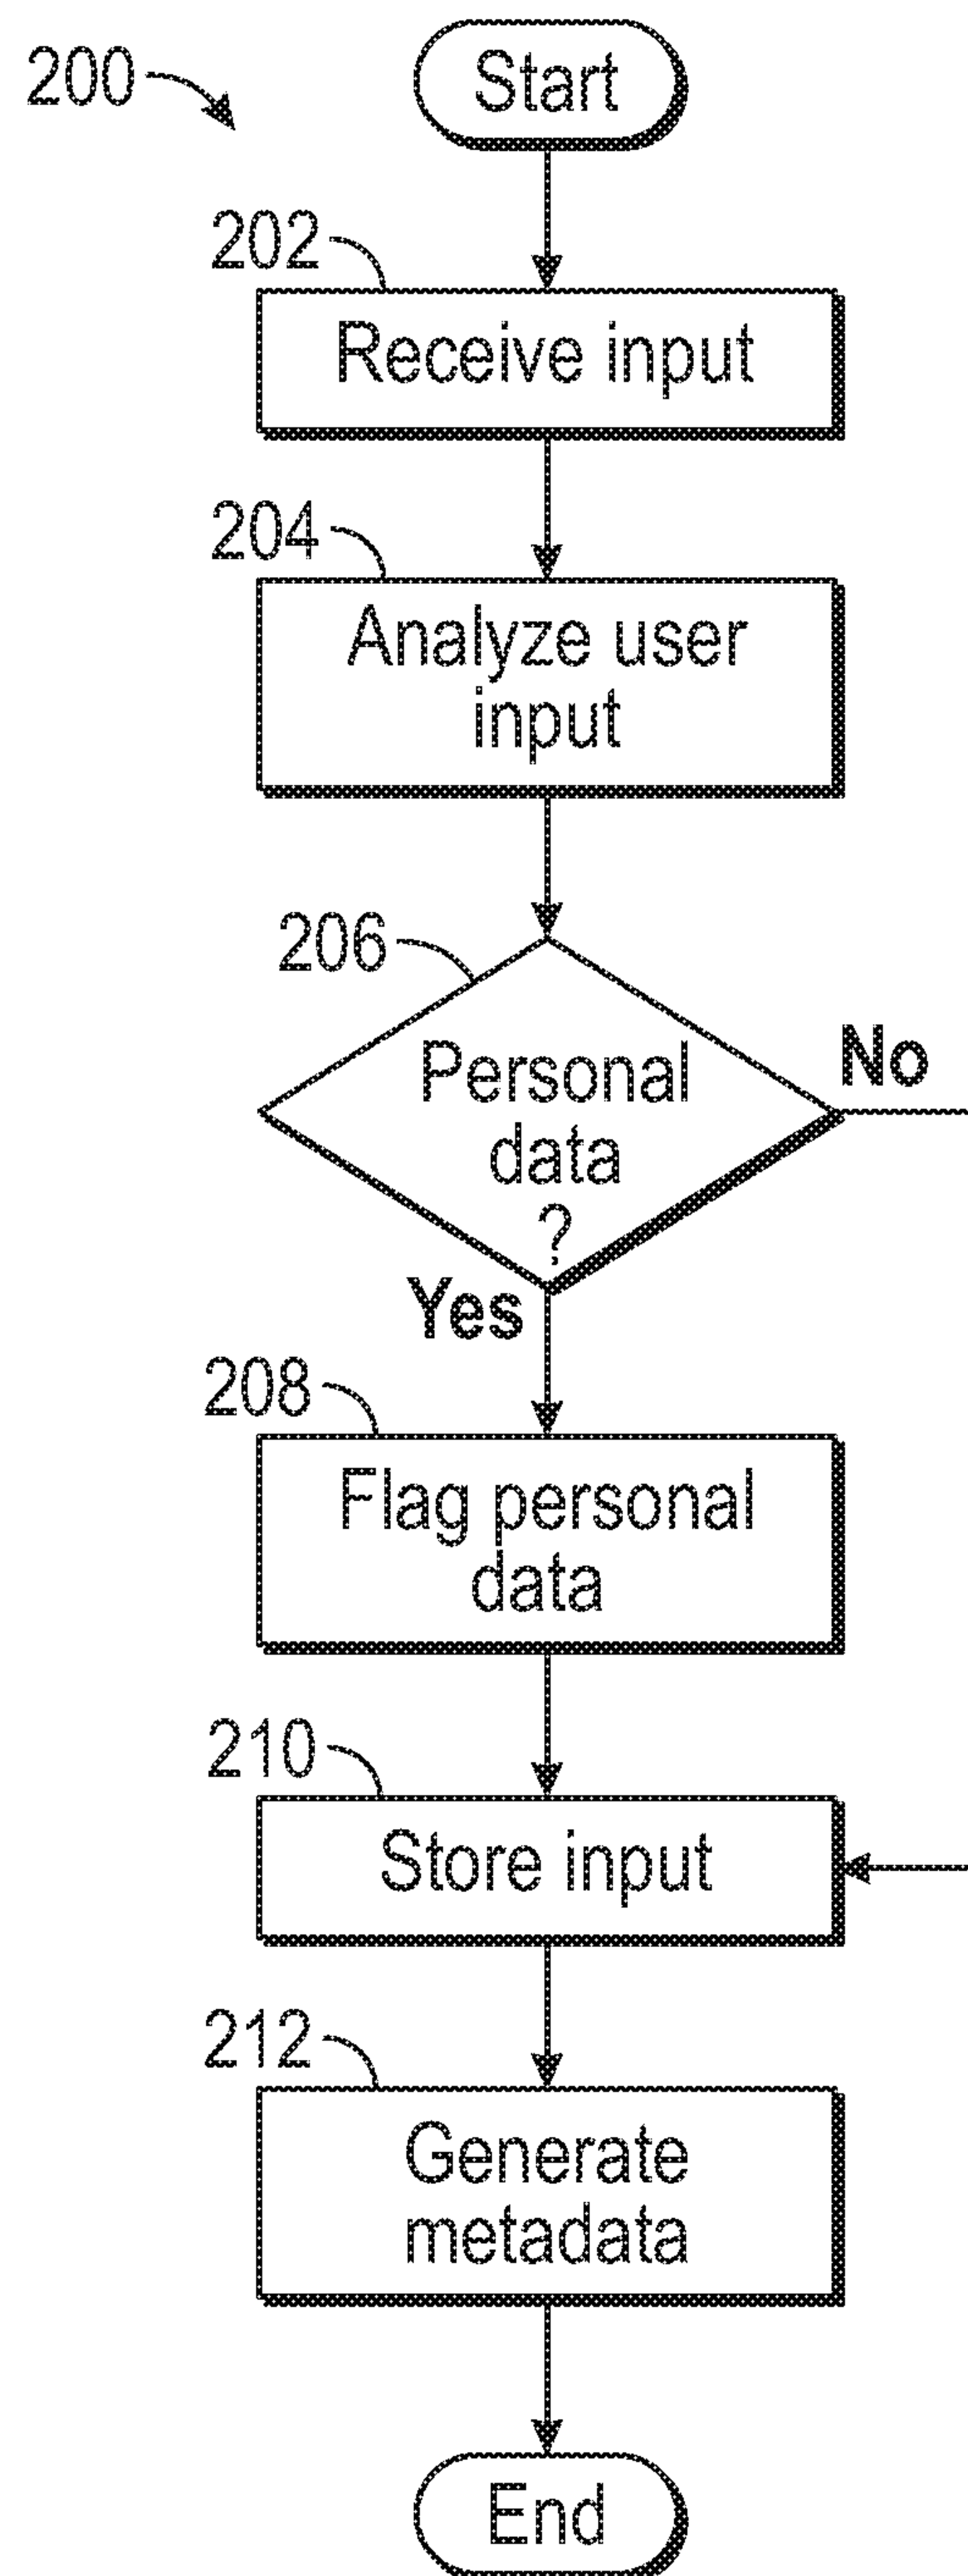 200
Start
202
Receive input
204
Analyze user
input
206
Personal
data
?
No
Yes
208
Flag personal
data
210
Store input
212
Generate
metadata
End